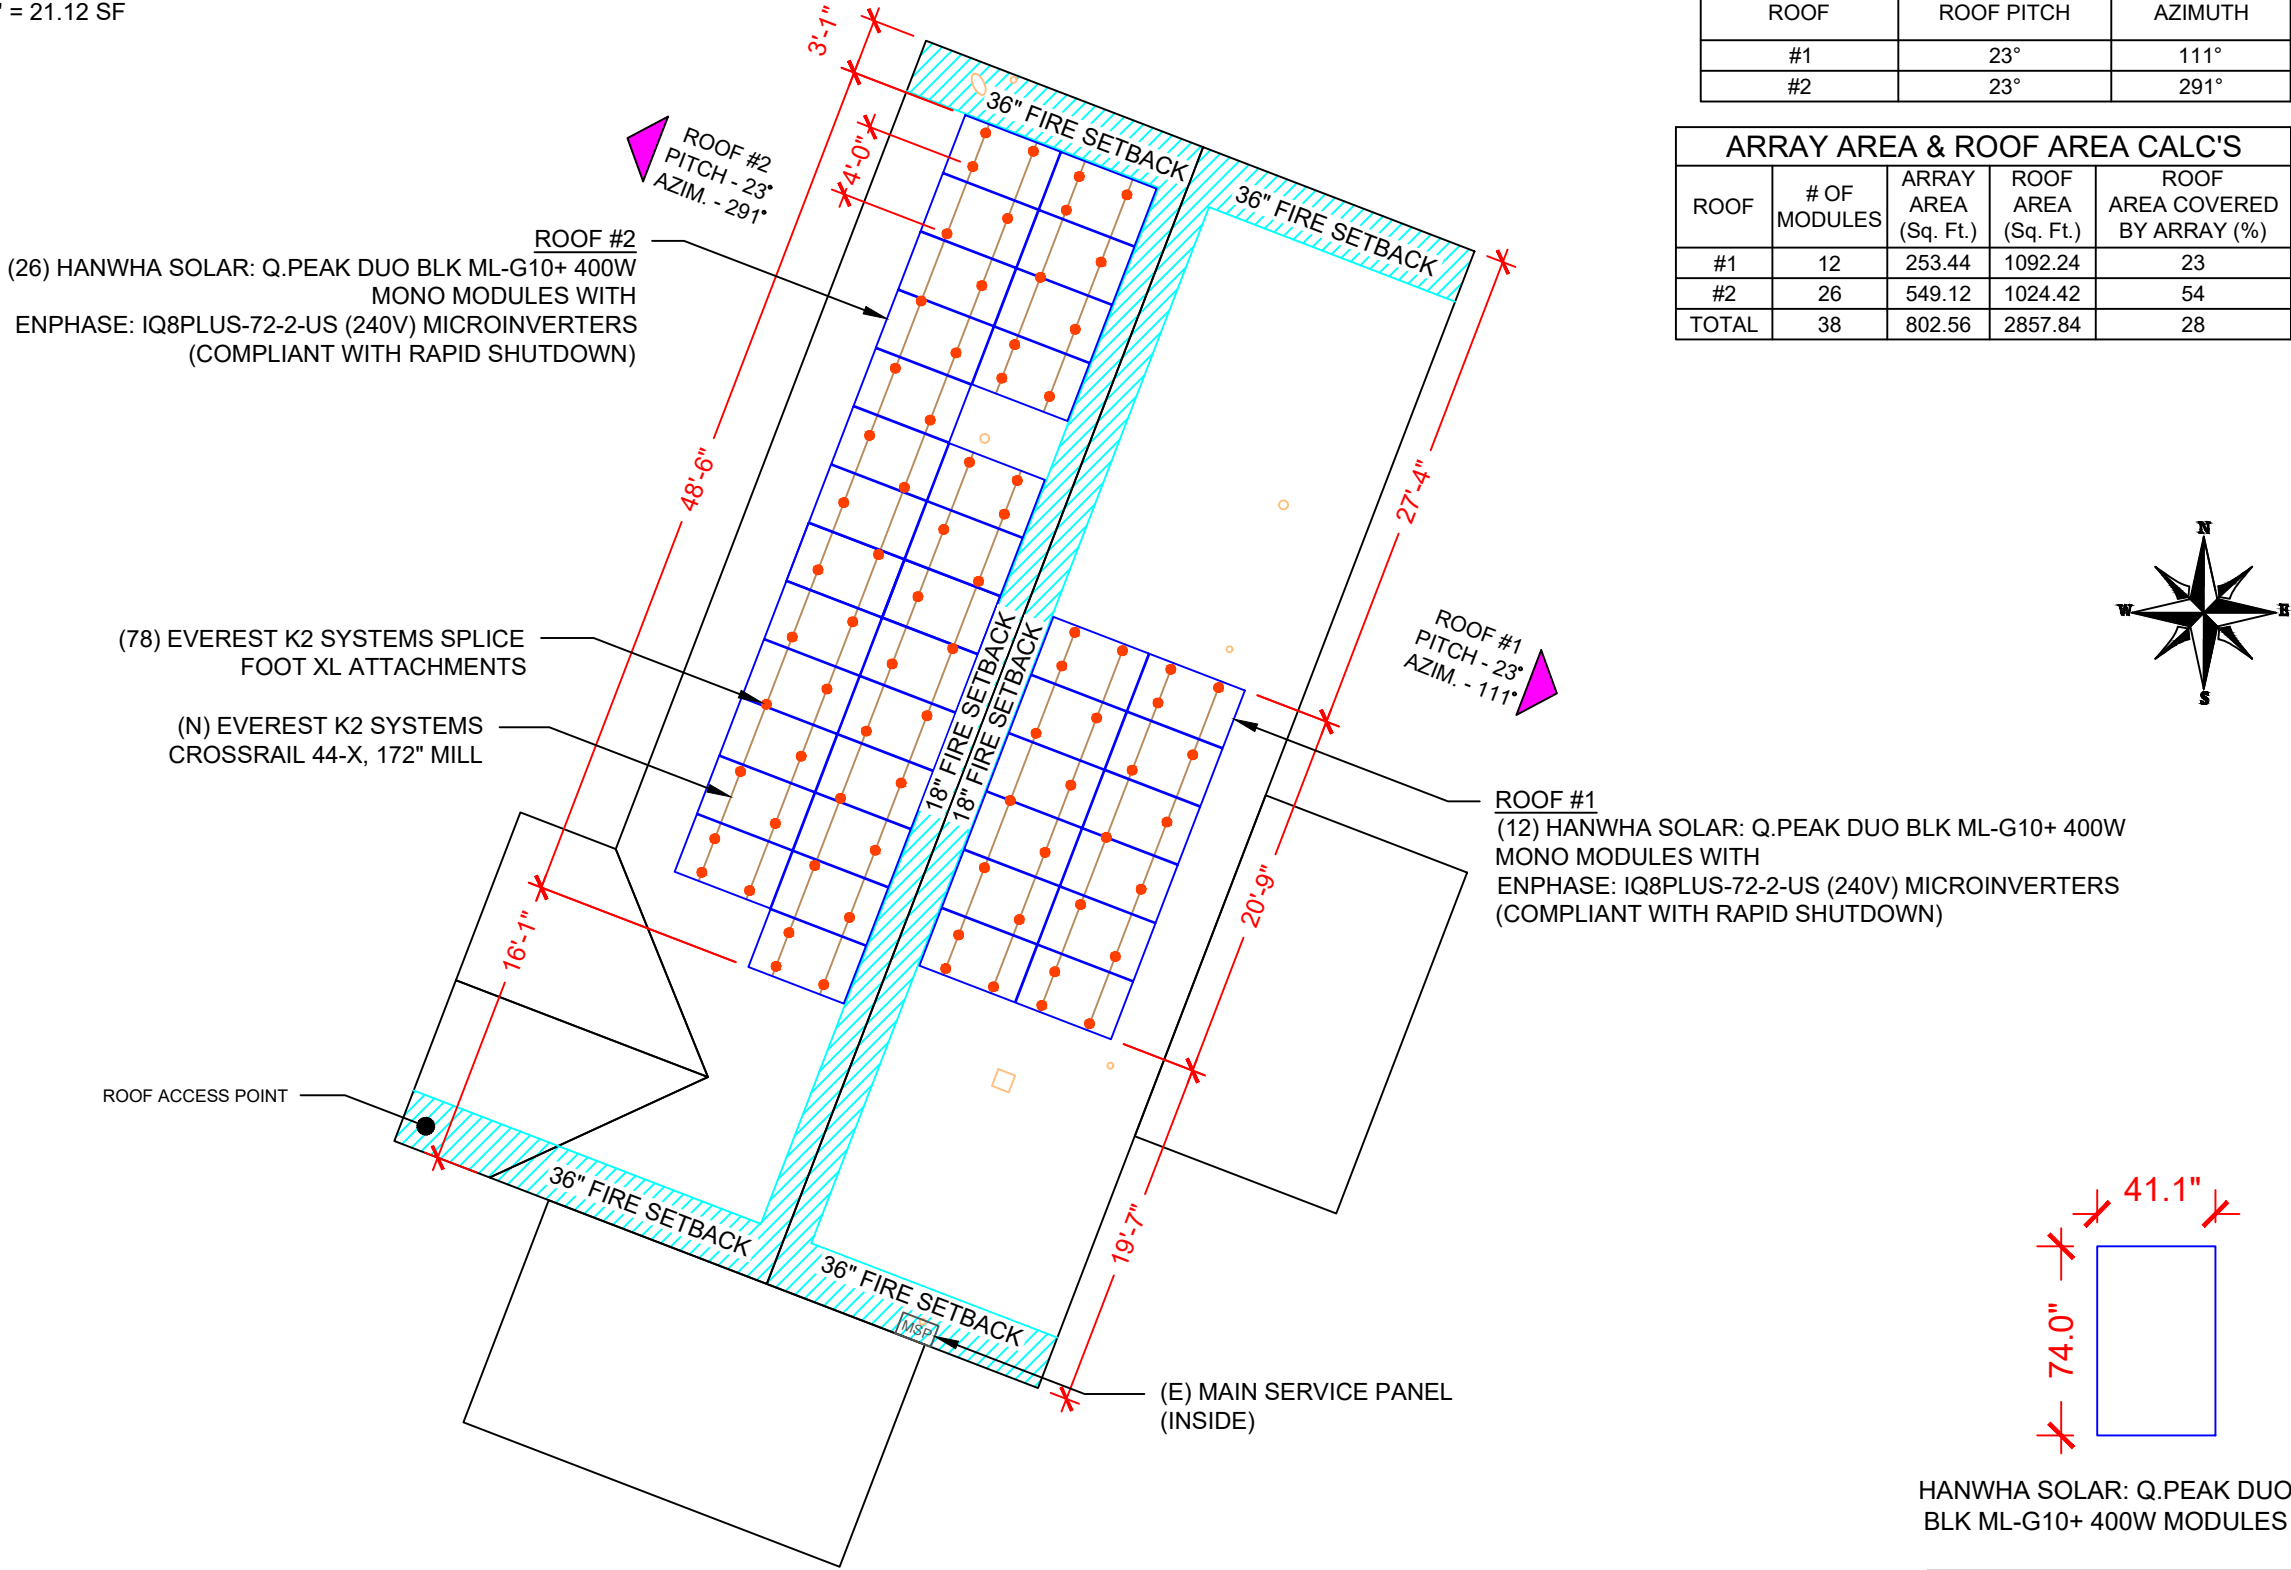 ' = 21.12 SF
ROOF ROOF PITCH AZIMUTH
#1 23° 111°
#2 23° 291°
ARRAY AREA & ROOF AREA CALC'S
ROOF
# OF
MODULES
ARRAY
AREA
(Sq. Ft.)
ROOF
AREA
(Sq. Ft.)
ROOF
AREA COVERED
BY ARRAY (%)
#1 12 253.44 1092.24 23
#2 26 549.12 1024.42 54
TOTAL 38 802.56 2857.84 28
3'-1"
4'-0"
48'-6"
16'-1"
27'-4"
20'-9"
19'-7"
36" FIRE SETBACK
36" FIRE SETBACK
ROOF #2
PITCH - 23°
AZIM. - 291°
ROOF #2
(26) HANWHA SOLAR: Q.PEAK DUO BLK ML-G10+ 400W
MONO MODULES WITH
ENPHASE: IQ8PLUS-72-2-US (240V) MICROINVERTERS
(COMPLIANT WITH RAPID SHUTDOWN)
N
W
E
S
(78) EVEREST K2 SYSTEMS SPLICE
FOOT XL ATTACHMENTS
(N) EVEREST K2 SYSTEMS
CROSSRAIL 44-X, 172" MILL
18" FIRE SETBACK
18" FIRE SETBACK
ROOF #1
PITCH - 23°
AZIM. - 111°
ROOF #1
(12) HANWHA SOLAR: Q.PEAK DUO BLK ML-G10+ 400W
MONO MODULES WITH
ENPHASE: IQ8PLUS-72-2-US (240V) MICROINVERTERS
(COMPLIANT WITH RAPID SHUTDOWN)
ROOF ACCESS POINT
36" FIRE SETBACK
36" FIRE SETBACK
MSP
(E) MAIN SERVICE PANEL
(INSIDE)
41.1"
74.0"
HANWHA SOLAR: Q.PEAK DUO
BLK ML-G10+ 400W MODULES